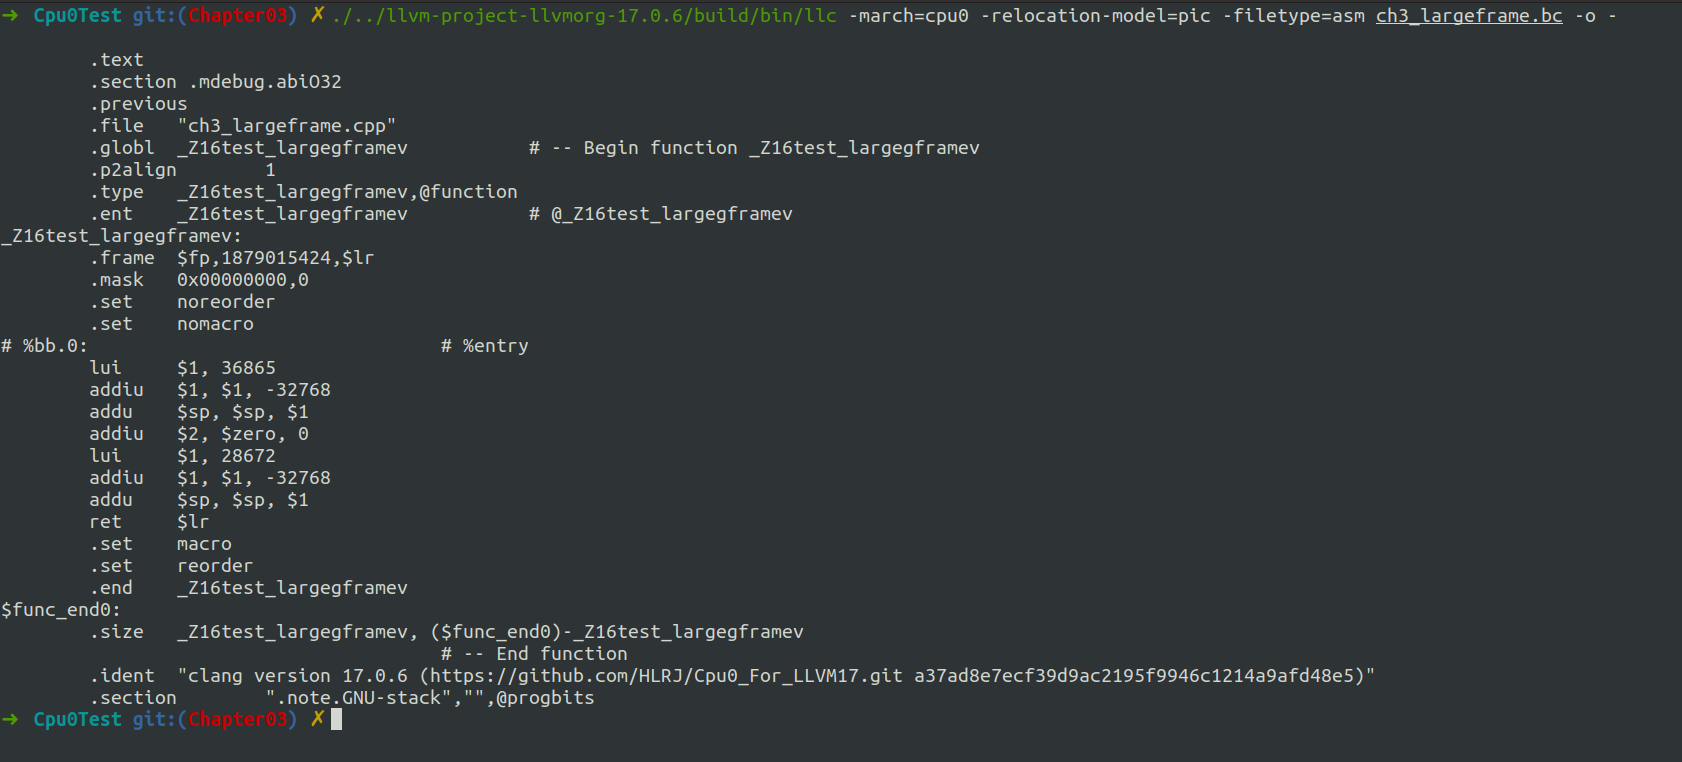 ➜ Cpu0Test git:(Chapter03) ✗ ./../llvm-project-llvmorg-17.0.6/build/bin/llc -march=cpu0 -relocation-model=pic -filetype=asm ch3_largeframe.bc -o -
.text
.section .mdebug.abiO32
.previous
.file "ch3_largeframe.cpp"
.globl _Z16test_largegframev # -- Begin function _Z16test_largegframev
.p2align 1
.type _Z16test_largegframev,@function
.ent _Z16test_largegframev # @_Z16test_largegframev
_Z16test_largegframev:
.frame $fp,1879015424,$lr
.mask 0x00000000,0
.set noreorder
.set nomacro
# %bb.0: # %entry
lui $1, 36865
addiu $1, $1, -32768
addu $sp, $sp, $1
addiu $2, $zero, 0
lui $1, 28672
addiu $1, $1, -32768
addu $sp, $sp, $1
ret $lr
.set macro
.set reorder
.end _Z16test_largegframev
$func_end0:
.size _Z16test_largegframev, ($func_end0)-_Z16test_largegframev
# -- End function
.ident "clang version 17.0.6 (https://github.com/HLRJ/Cpu0_For_LLVM17.git a37ad8e7ecf39d9ac2195f9946c1214a9afd48e5)"
.section ".note.GNU-stack","",@progbits
➜ Cpu0Test git:(Chapter03) ✗